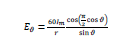 E_θ = 60I_m/r · cos(π/2 cos θ)/sin θ